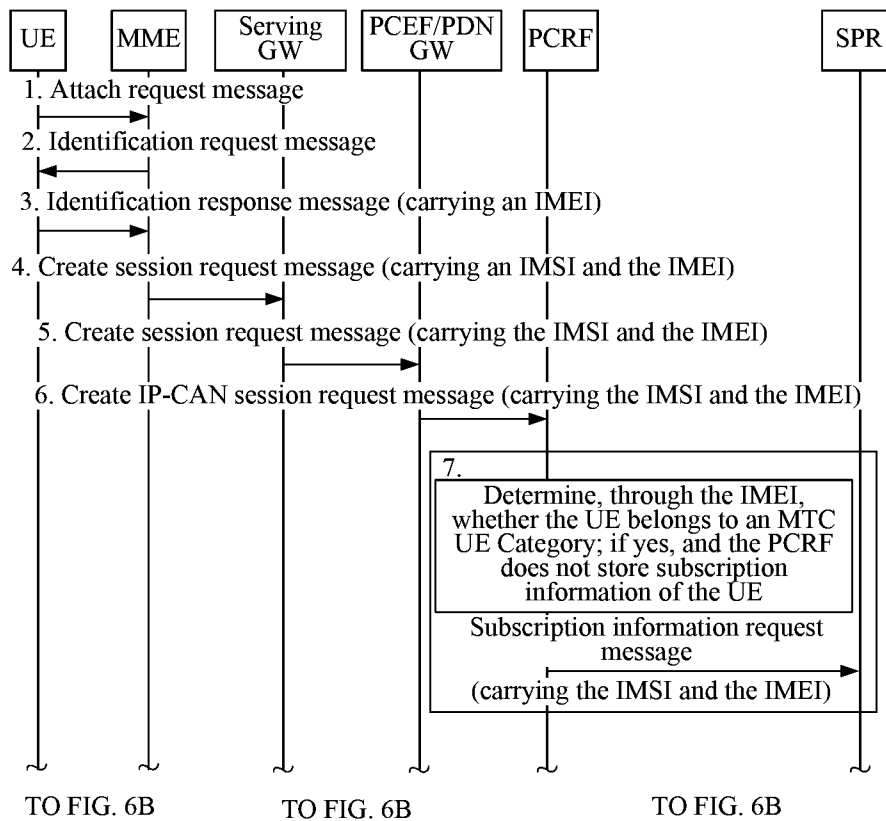 UE
MME
Serving
GW
PCEF/PDN
GW
PCRF
SPR
1. Attach request message
2. Identification request message
3. Identification response message (carrying an IMEI)
4. Create session request message (carrying an IMSI and the IMEI)
5. Create session request message (carrying the IMSI and the IMEI)
6. Create IP-CAN session request message (carrying the IMSI and the IMEI)
7.
Determine, through the IMEI,
whether the UE belongs to an MTC
UE Category; if yes, and the PCRF
does not store subscription
information of the UE
Subscription information request
message
(carrying the IMSI and the IMEI)
TO FIG. 6B
TO FIG. 6B
TO FIG. 6B